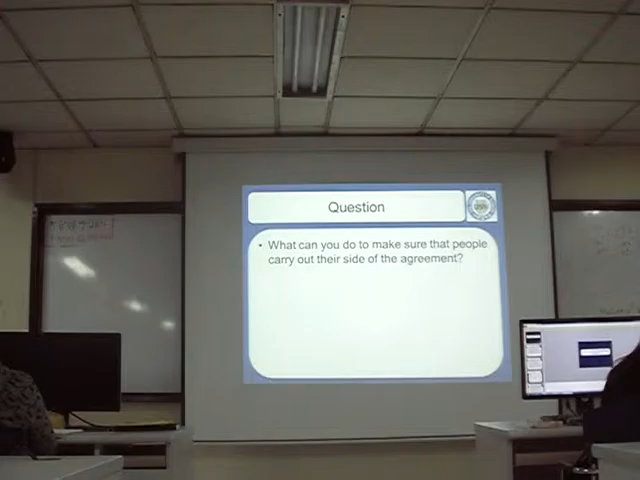 Question
• What can you do to make sure that people
carry out their side of the agreement?